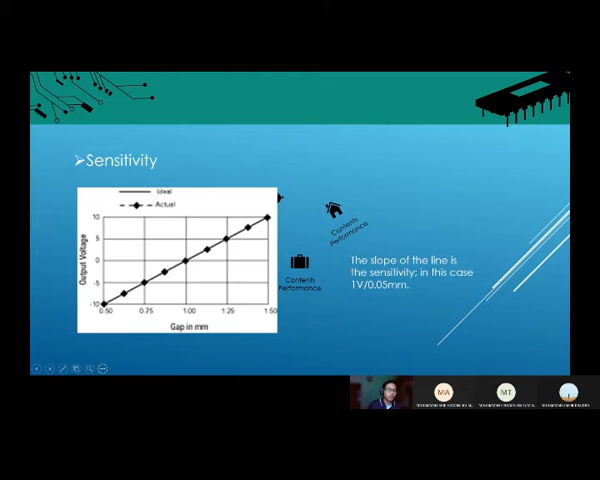 ➢Sensitivity
Ideal
Actual
Output Voltage
10
5
0
-5
-10
0.50
0.75
1.00
1.25
1.50
Gap in mm
Contents
Performance
Contents
Performance
The slope of the line is
the sensitivity; in this case
1V/0.05mm.
MA
MT